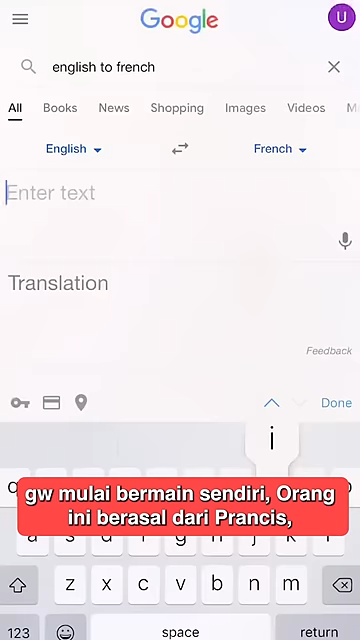 Google
U
english to french
All Books News Shopping Images Videos
English French
Enter text
Translation
Feedback
Done
i
gw mulai bermain sendiri, Orang
ini berasal dari Prancis,
z x c v b n m
123 space return